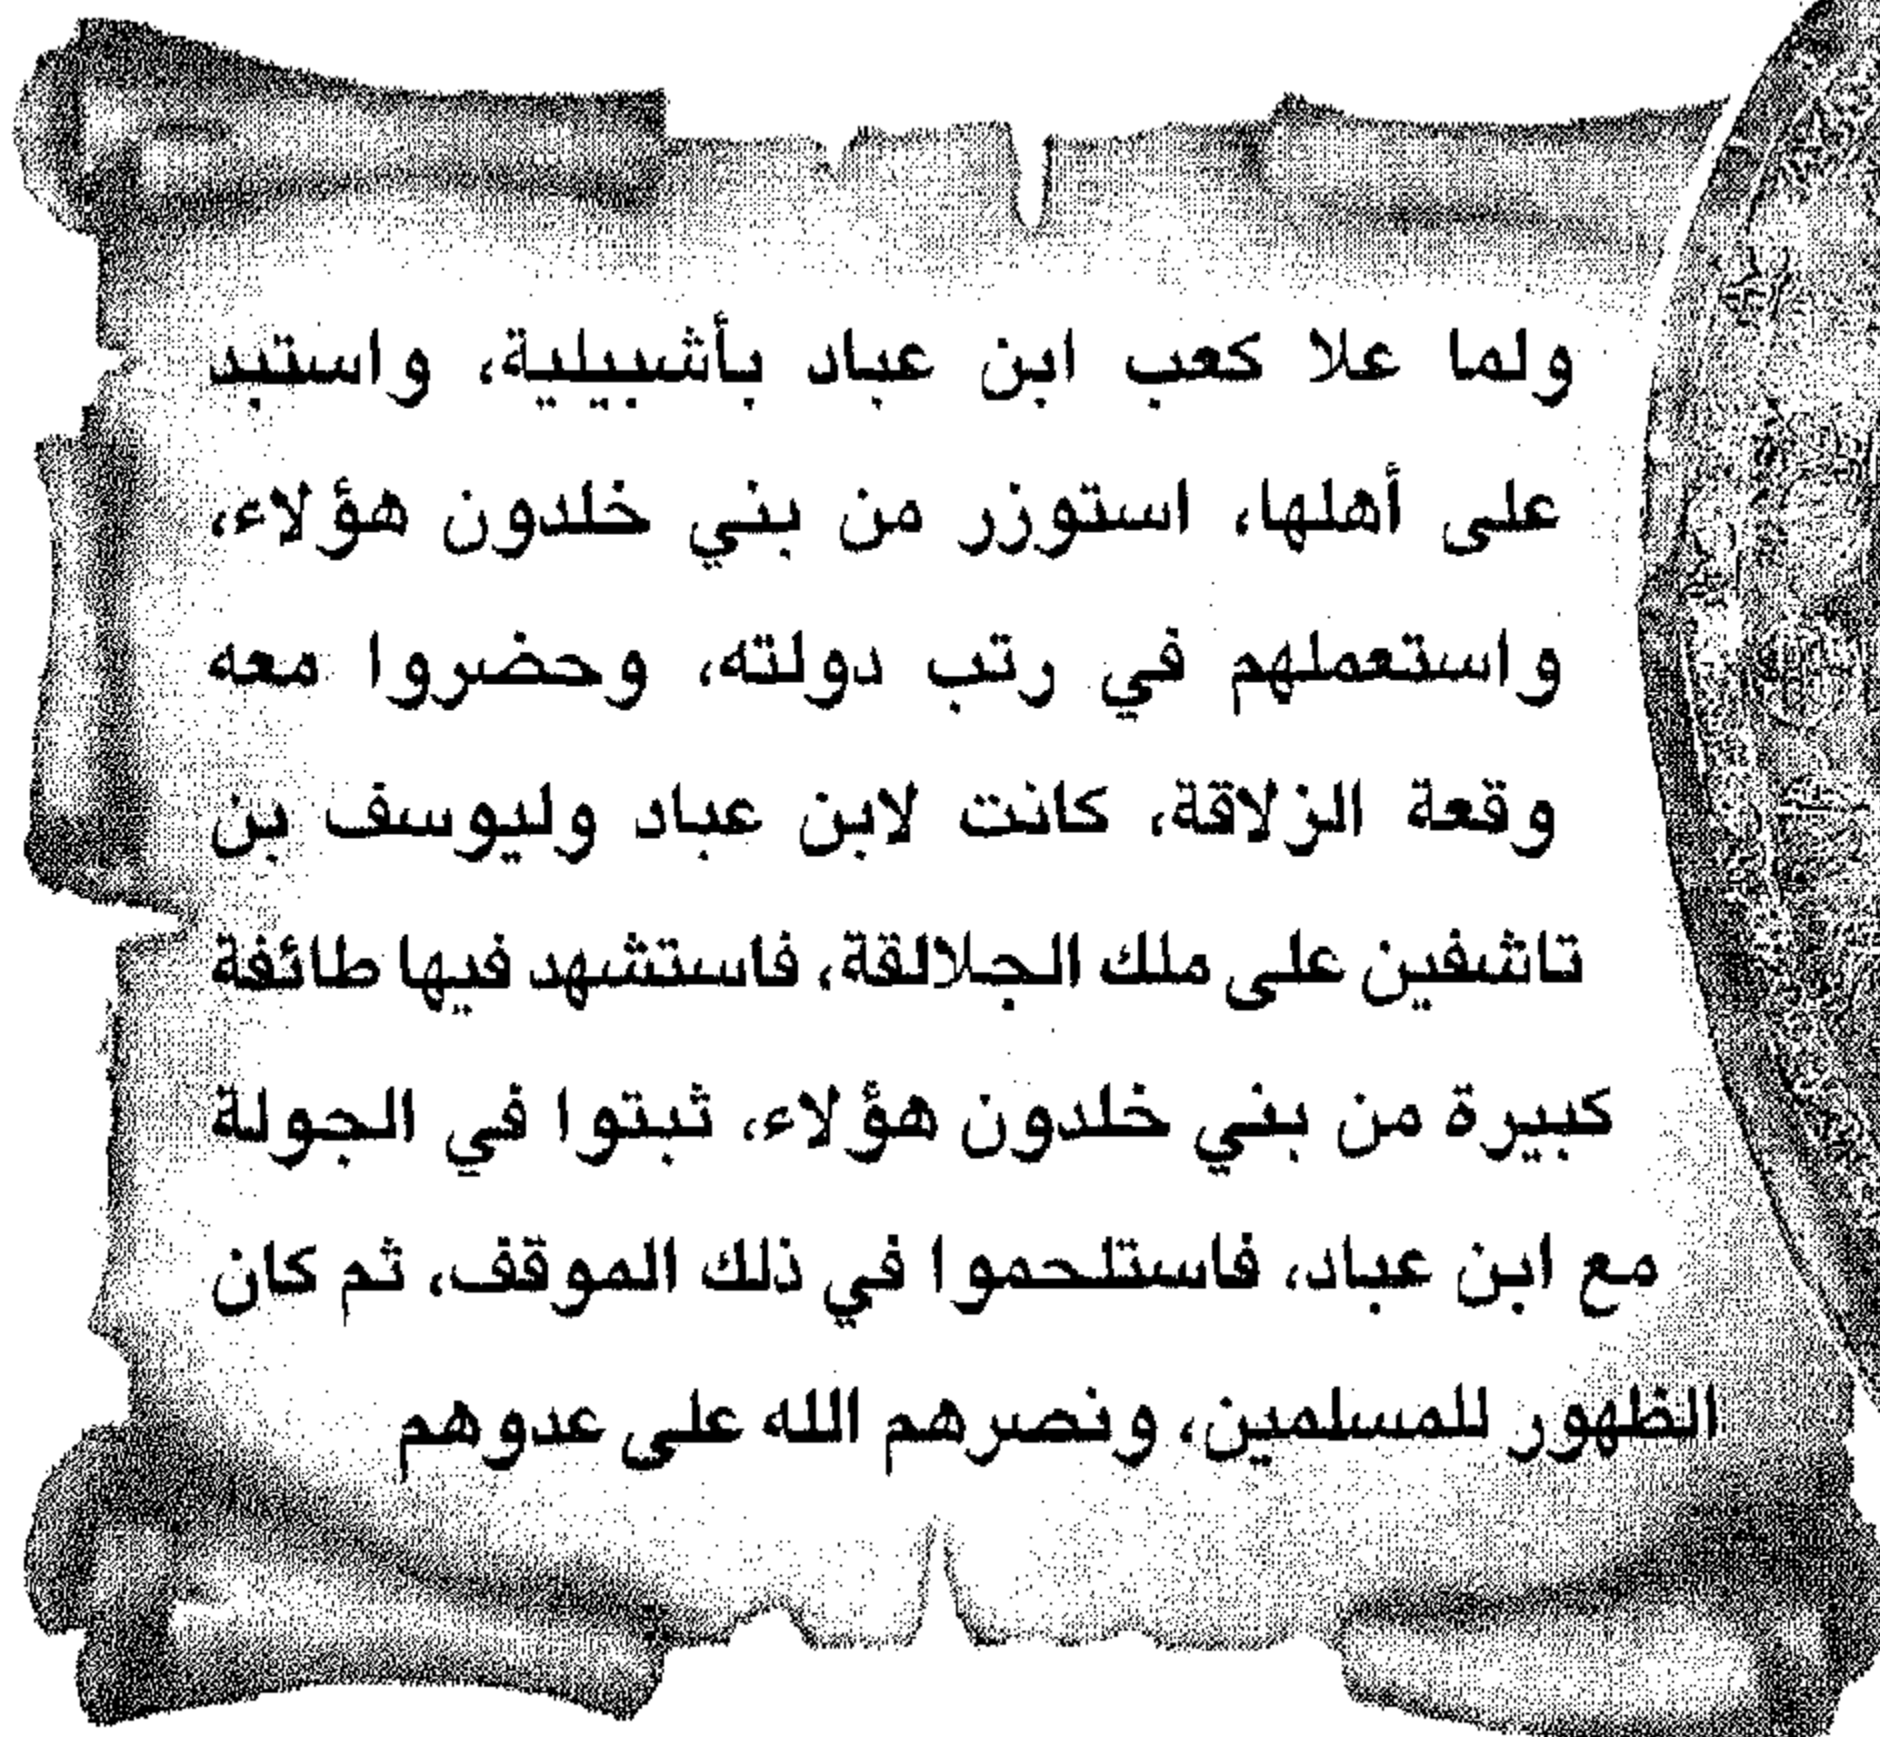 ولما علا كعب ابن عباد بأشبيلية، واستبد
على أهلها، استوزر من بني خلدون هؤلاء،
واستعملهم في رتب دولته، وحضروا معه
وقعة الزلاقة، كانت لابن عباد وليوسف بن
تاشفين على ملك الجلالقة، فاستشهد فيها طائفة
كبيرة من بني خلدون هؤلاء، ثبتوا في الجولة
مع ابن عباد، فاستلحموا في ذلك الموقف، ثم كان
الظهور للمسلمين، ونصرهم الله على عدوهم